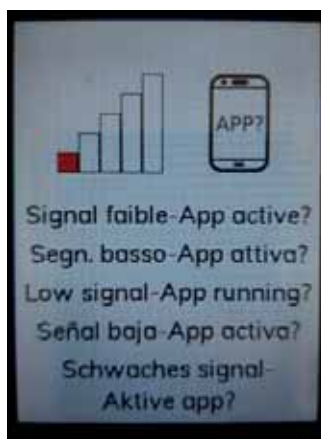 APP?
Signal faible-App active?
Segn. basso-App attiva?
Low signal-App running?
Señal baja-App activa?
Schwaches signal-
Aktive app?